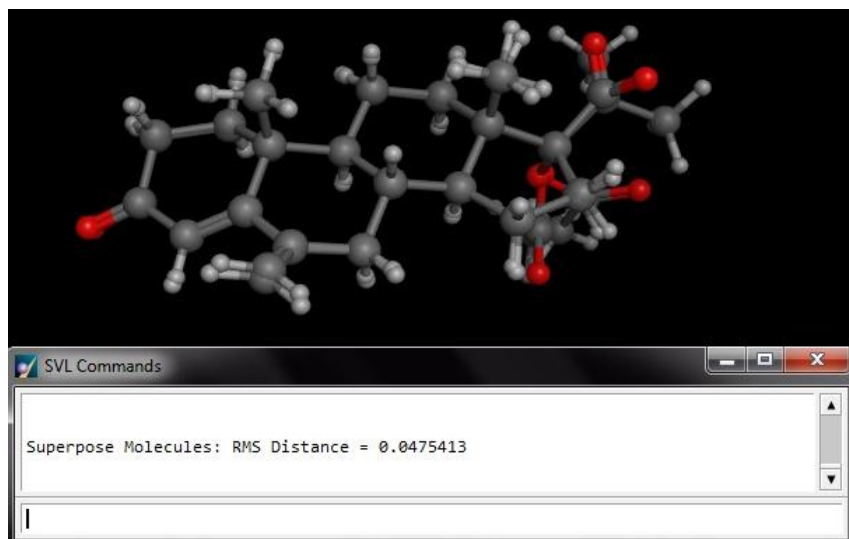 SVL Commands
Superpose Molecules: RMS Distance = 0.0475413